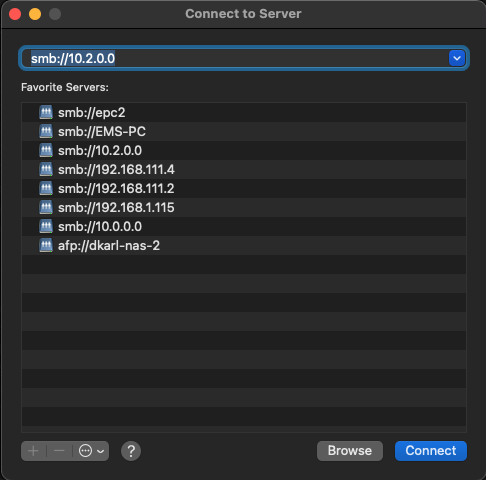 Connect to Server
smb://10.2.0.0
Favorite Servers:
smb://epc2
smb://EMS-PC
smb://10.2.0.0
smb://192.168.111.4
smb://192.168.111.2
smb://192.168.1.115
smb://10.0.0.0
afp://dkarl-nas-2
+ − ?
Browse Connect